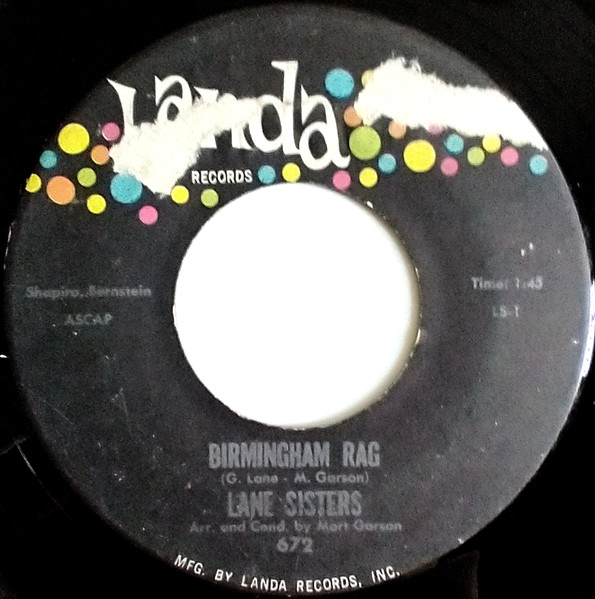 Landa
RECORDS
Shapiro, Bernstein
ASCAP
Time: 1:45
LS-1
BIRMINGHAM RAG
(G. Lane - M. Garson)
LANE SISTERS
Arr. and Cond. by Mort Garson
672
MFG. BY LANDA RECORDS, INC.